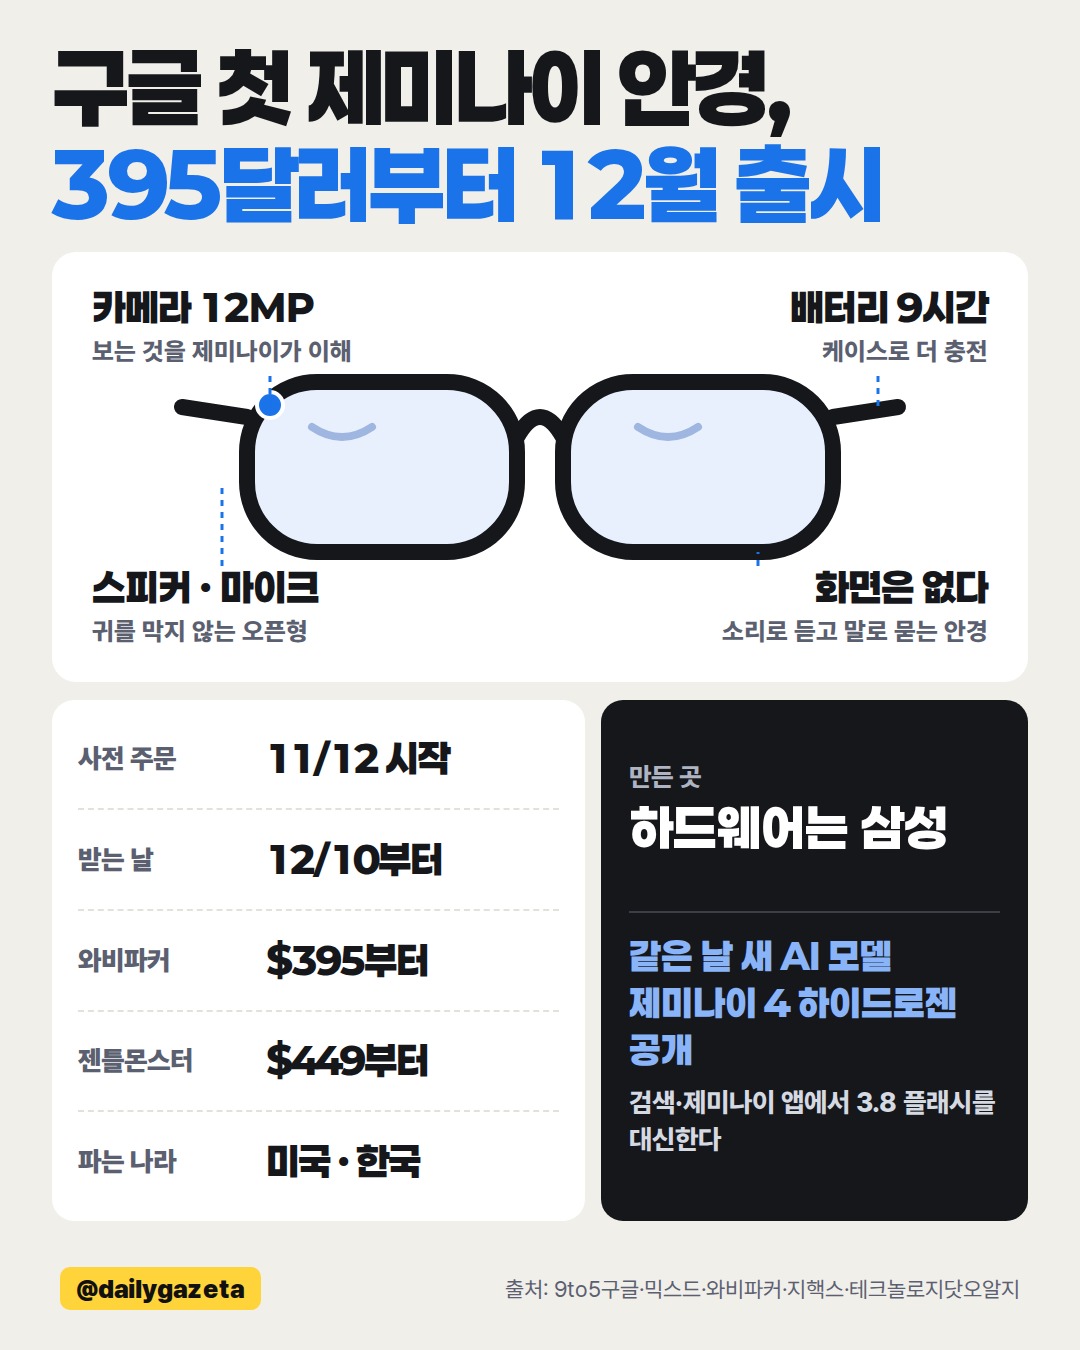 구글 첫 제미나이 안경,
395달러부터 12월 출시
카메라 12MP
보는 것을 제미나이가 이해
배터리 9시간
케이스로 더 충전
스피커 · 마이크
귀를 막지 않는 오픈형
화면은 없다
소리로 듣고 말로 묻는 안경
사전 주문 11/12 시작
받는 날 12/10부터
와비파커 $395부터
젠틀몬스터 $449부터
파는 나라 미국 · 한국
만든 곳
하드웨어는 삼성
같은 날 새 AI 모델
제미나이 4 하이드로젠
공개
검색·제미나이 앱에서 3.8 플래시를
대신한다
@dailygazeta
출처: 9to5구글·믹스드·와비파커·지핵스·테크놀로지닷오알지